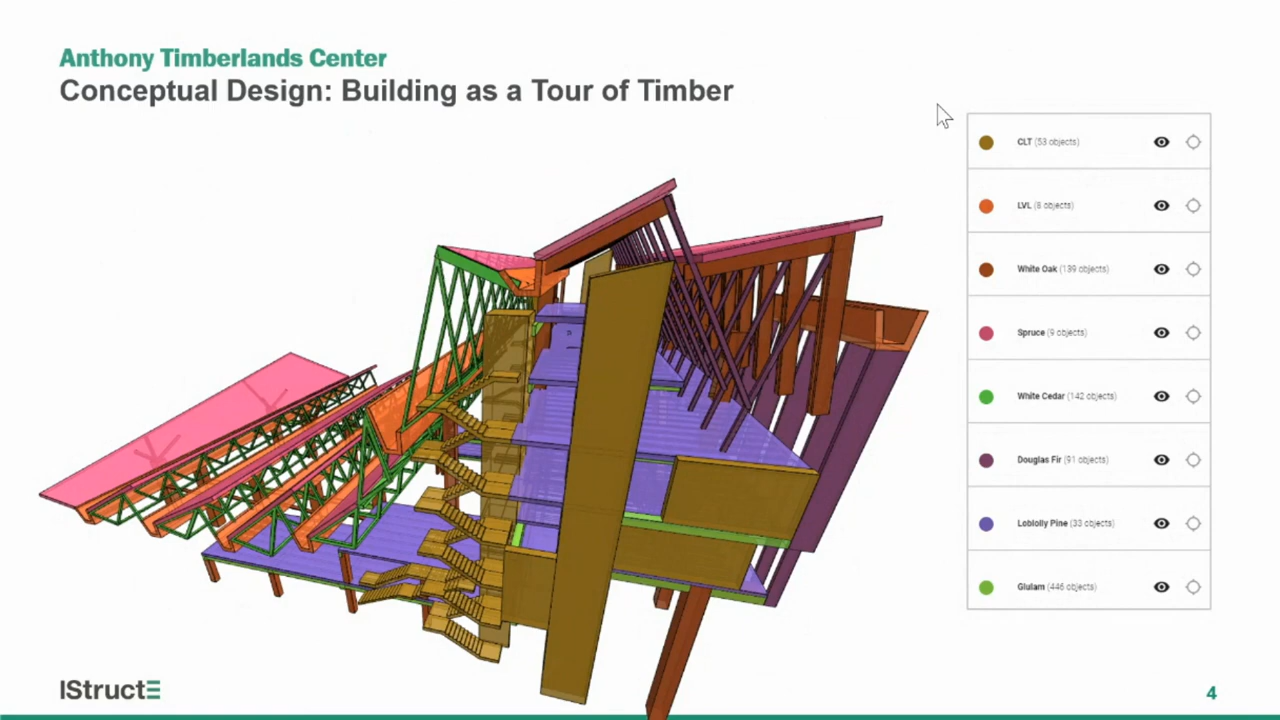 Anthony Timberlands Center
Conceptual Design: Building as a Tour of Timber
CLT (53 objects)
LVL (8 objects)
White Oak (139 objects)
Spruce (9 objects)
White Cedar (142 objects)
Douglas Fir (91 objects)
Loblolly Pine (33 objects)
Glulam (446 objects)
IStructE
4